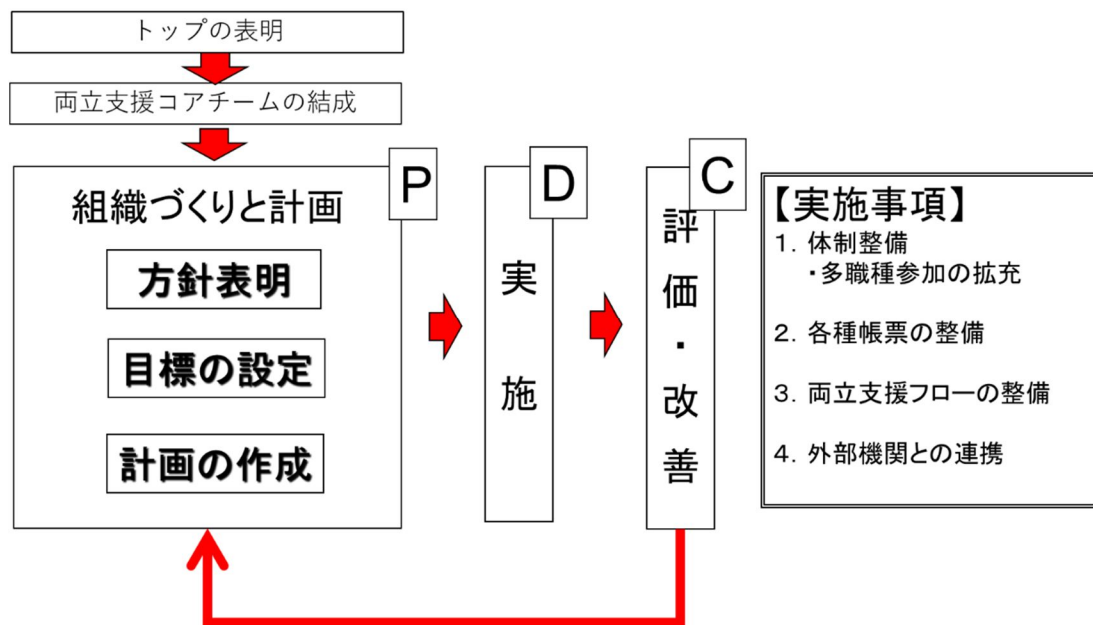 トップの表明
両立支援コアチームの結成
P
組織づくりと計画
方針表明
目標の設定
計画の作成
D
実施
C
評価・改善
【実施事項】
1. 体制整備
・多職種参加の拡充
2. 各種帳票の整備
3. 両立支援フローの整備
4. 外部機関との連携